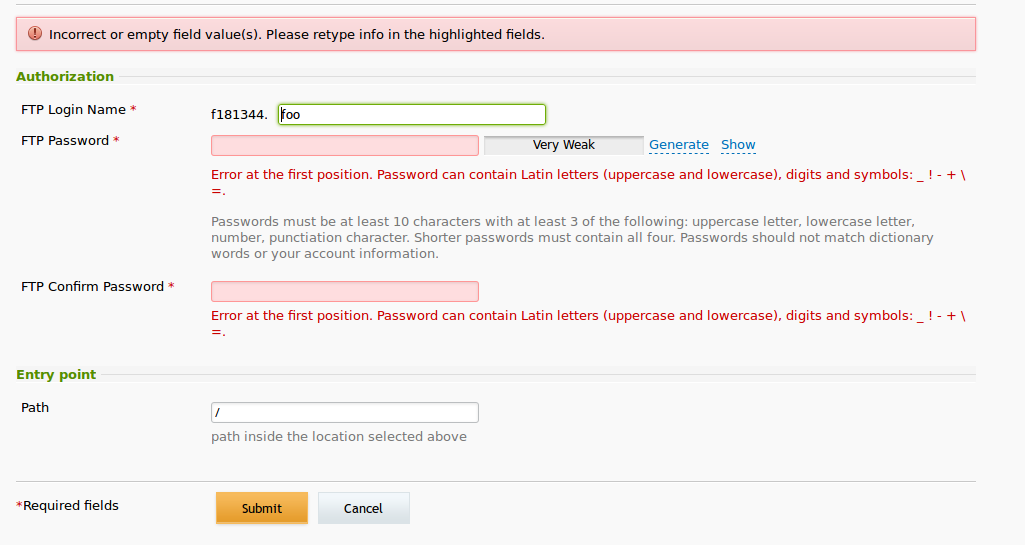 Incorrect or empty field value(s). Please retype info in the highlighted fields.
Authorization
FTP Login Name *
f181344. foo
FTP Password *
Very Weak Generate Show
Error at the first position. Password can contain Latin letters (uppercase and lowercase), digits and symbols: _ ! - + \
=.
Passwords must be at least 10 characters with at least 3 of the following: uppercase letter, lowercase letter,
number, punctiation character. Shorter passwords must contain all four. Passwords should not match dictionary
words or your account information.
FTP Confirm Password *
Error at the first position. Password can contain Latin letters (uppercase and lowercase), digits and symbols: _ ! - + \
=.
Entry point
Path
/
path inside the location selected above
*Required fields
Submit Cancel